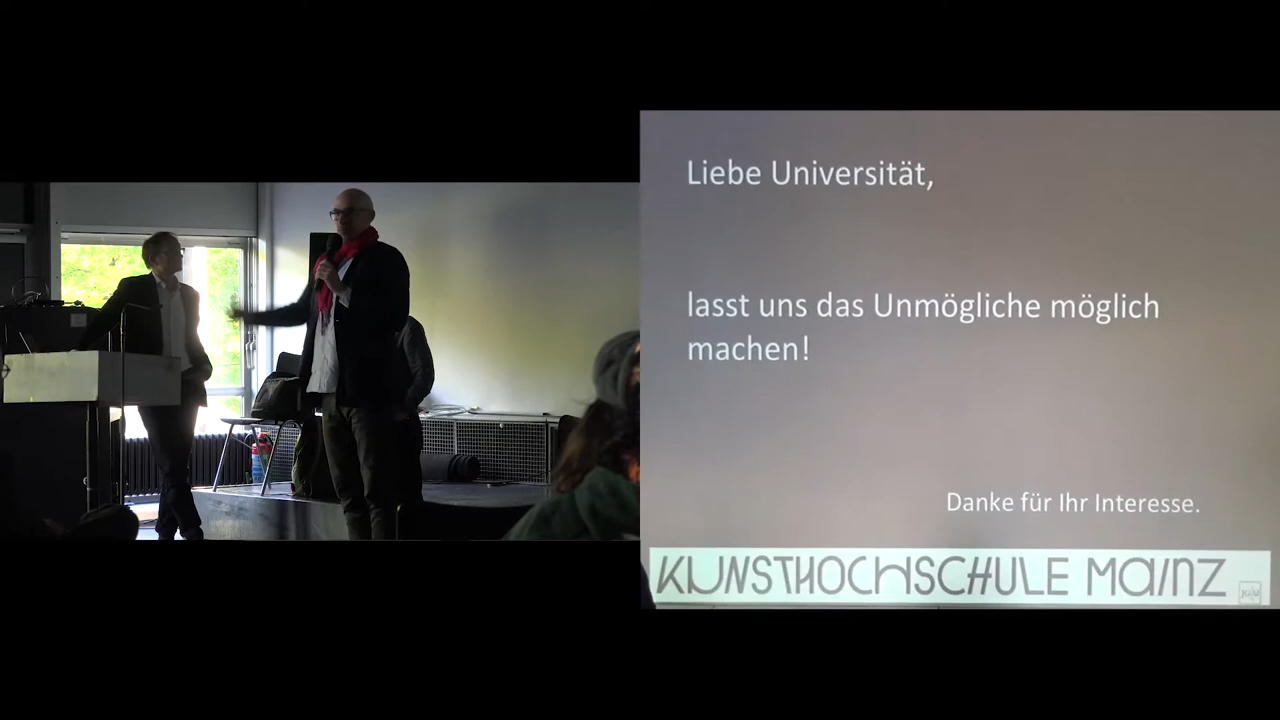 Liebe Universität,
lasst uns das Unmögliche möglich
machen!
Danke für Ihr Interesse.
KUNSTHOCHSCHULE MAINZ